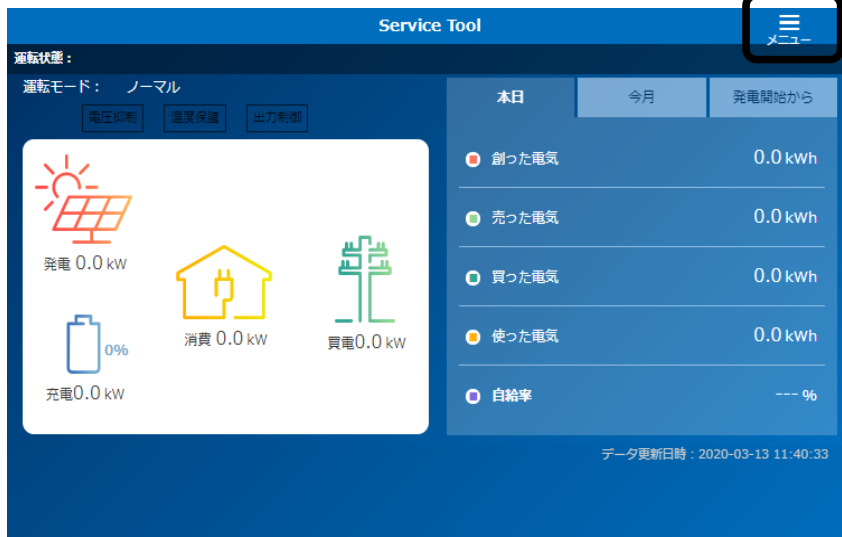 Service Tool
メニュー
運転状態：
運転モード： ノーマル
電圧抑制 温度保護 出力制御
本日 今月 発電開始から
創った電気 0.0 kWh
売った電気 0.0 kWh
買った電気 0.0 kWh
使った電気 0.0 kWh
自給率 --- %
発電 0.0 kW
消費 0.0 kW
買電0.0 kW
0%
充電0.0 kW
データ更新日時：2020-03-13 11:40:33